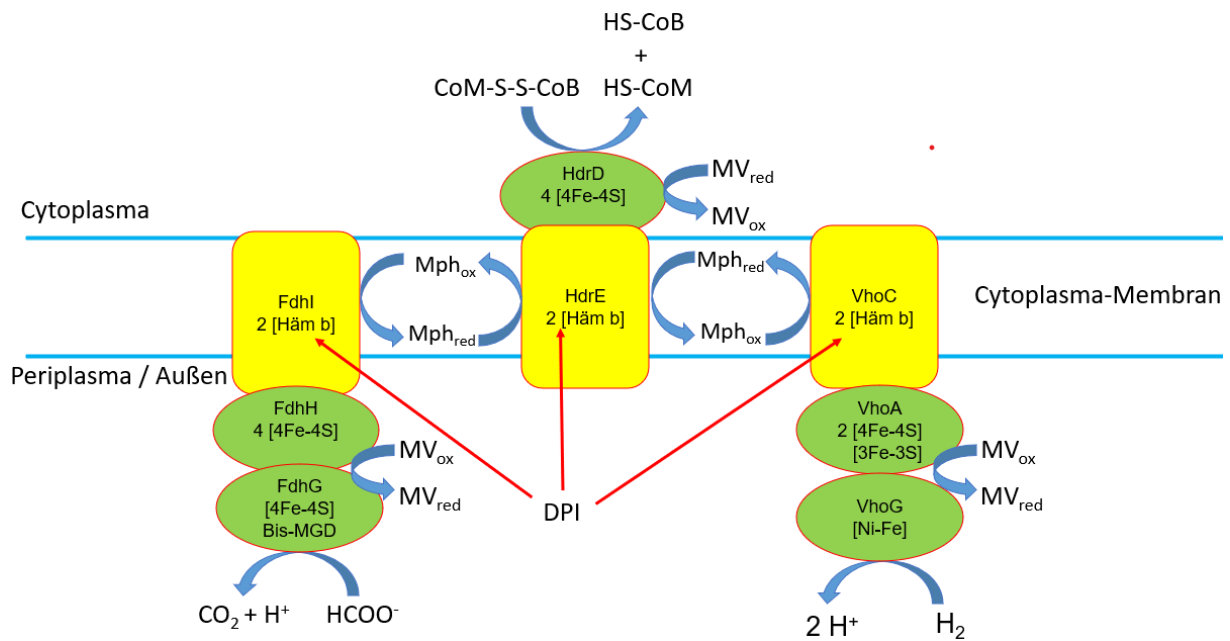 HS-CoB
+
CoM-S-S-CoB HS-CoM
HdrD
4 [4Fe-4S]
MVred
MVox
Cytoplasma
FdhI
2 [Häm b]
Mphox
Mphred
HdrE
2 [Häm b]
Mphred
Mphox
VhoC
2 [Häm b]
Cytoplasma-Membran
Periplasma / Außen
FdhH
4 [4Fe-4S]
MVox
MVred
FdhG
[4Fe-4S]
Bis-MGD
DPI
VhoA
2 [4Fe-4S]
[3Fe-3S]
MVox
MVred
VhoG
[Ni-Fe]
CO₂ + H⁺ HCOO⁻
2 H⁺ H₂